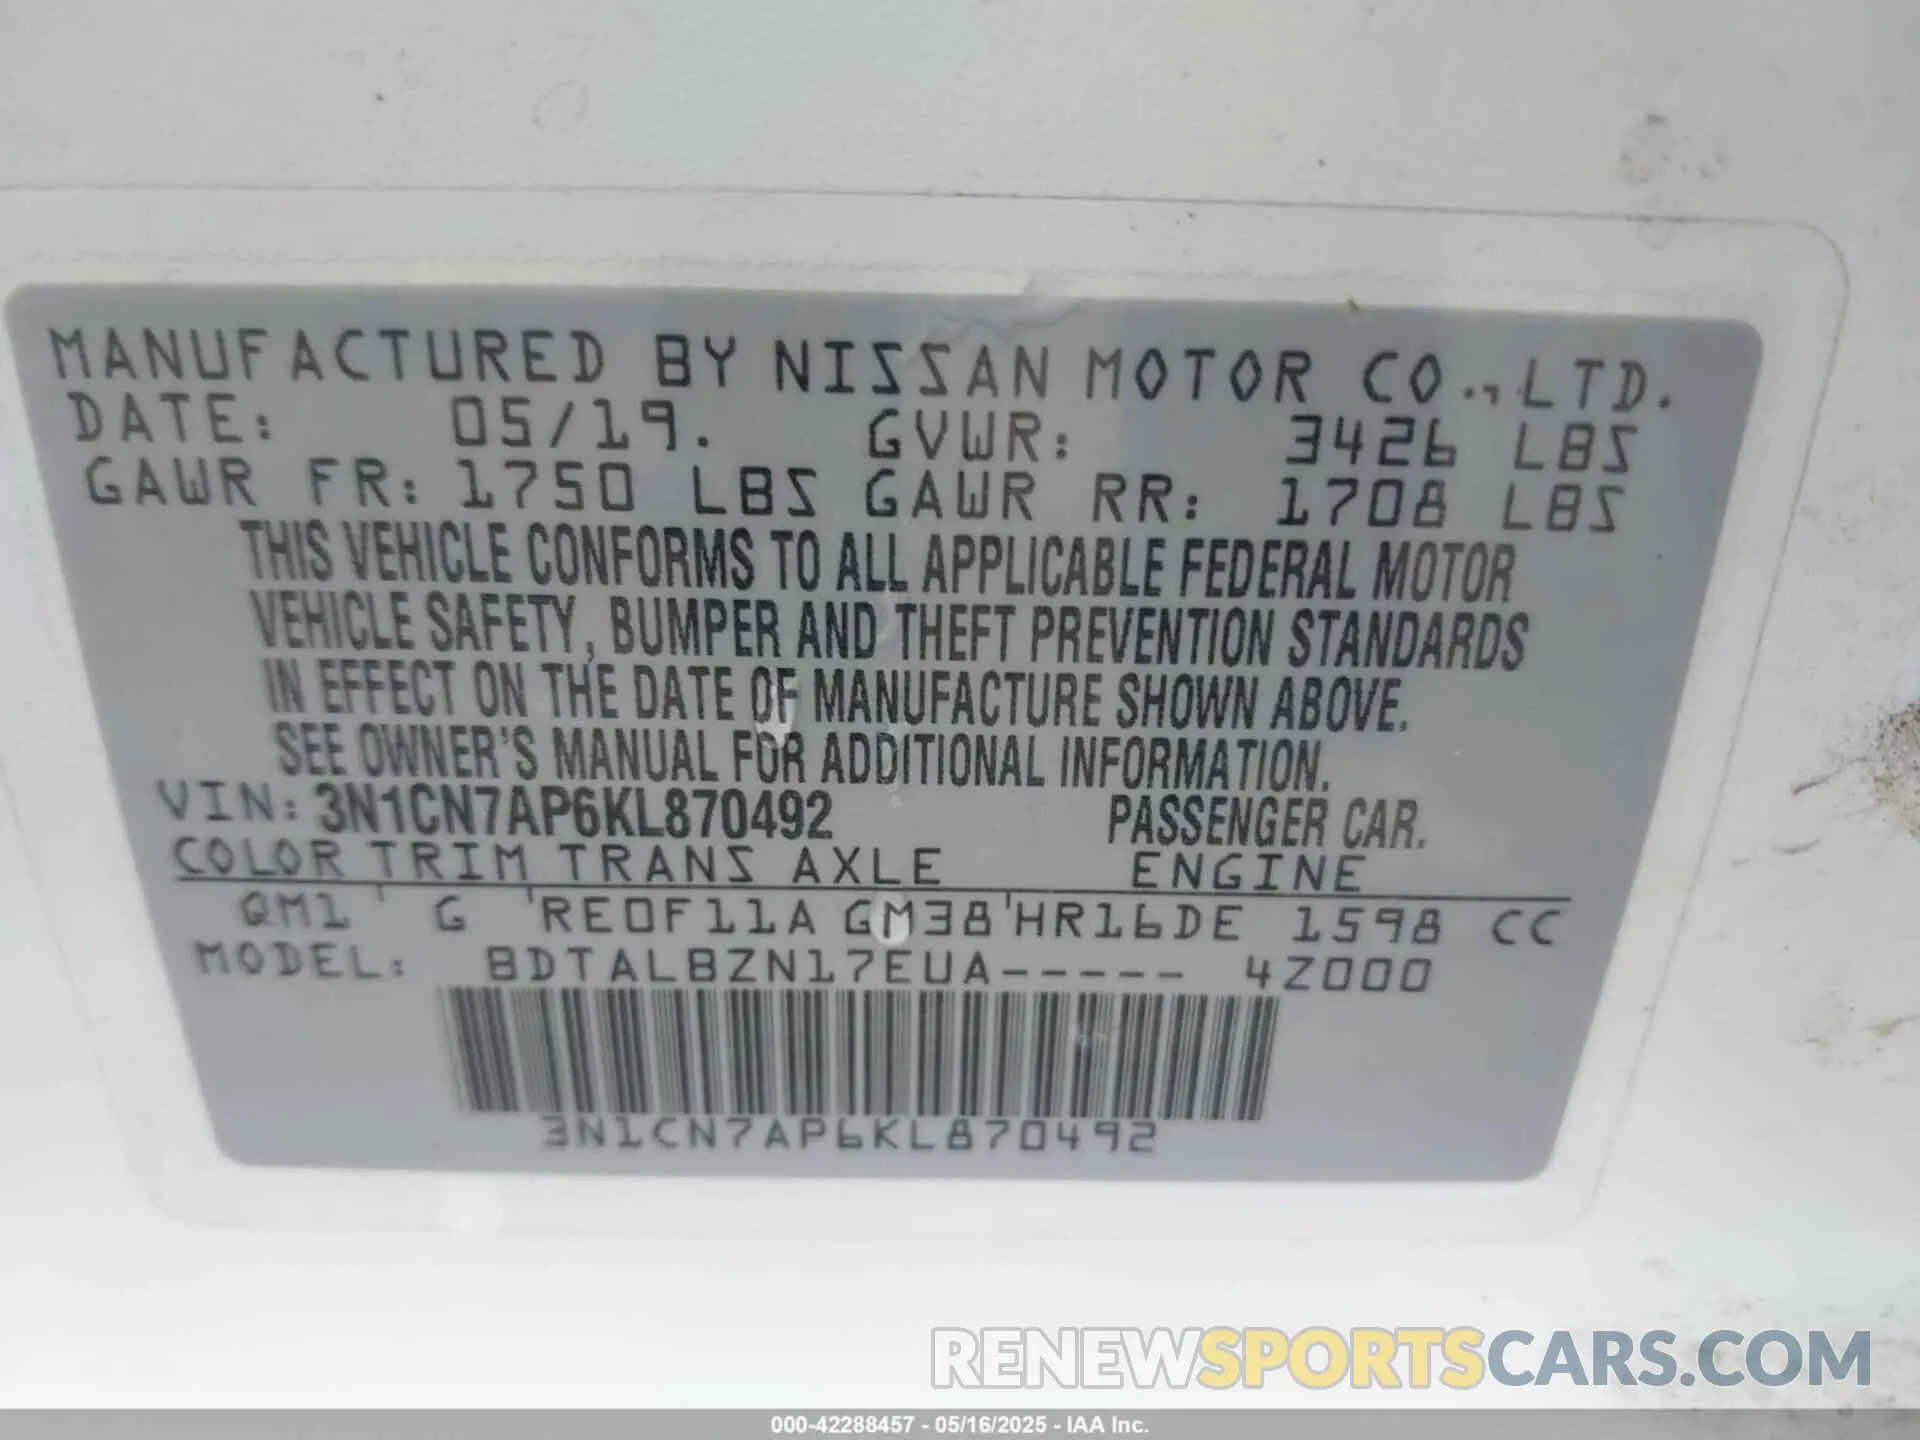 MANUFACTURED BY NISSAN MOTOR CO., LTD.
DATE: 05/19. GVWR: 3426 LBS
GAWR FR: 1750 LBS GAWR RR: 1708 LBS
THIS VEHICLE CONFORMS TO ALL APPLICABLE FEDERAL MOTOR
VEHICLE SAFETY, BUMPER AND THEFT PREVENTION STANDARDS
IN EFFECT ON THE DATE OF MANUFACTURE SHOWN ABOVE.
SEE OWNER'S MANUAL FOR ADDITIONAL INFORMATION.
VIN: 3N1CN7AP6KL870492 PASSENGER CAR.
COLOR TRIM TRANS AXLE ENGINE
QM1 ' G 'RE0F11A GM38'HR16DE 1598 CC
MODEL: BDTALBZN17EUA----- 4Z000
3N1CN7AP6KL870492
RENEWSPORTSCARS.COM
000-42288457 - 05/16/2025 - IAA Inc.